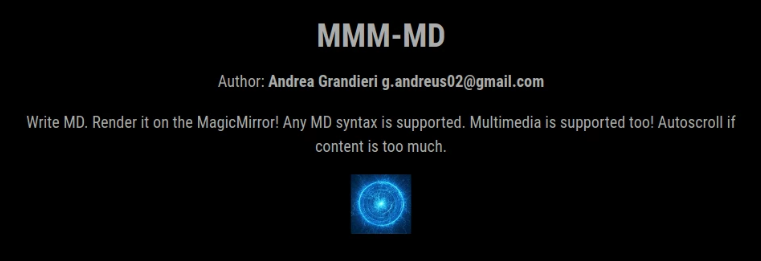 MMM-MD
Author: Andrea Grandieri g.andreus02@gmail.com
Write MD. Render it on the MagicMirror! Any MD syntax is supported. Multimedia is supported too! Autoscroll if
content is too much.